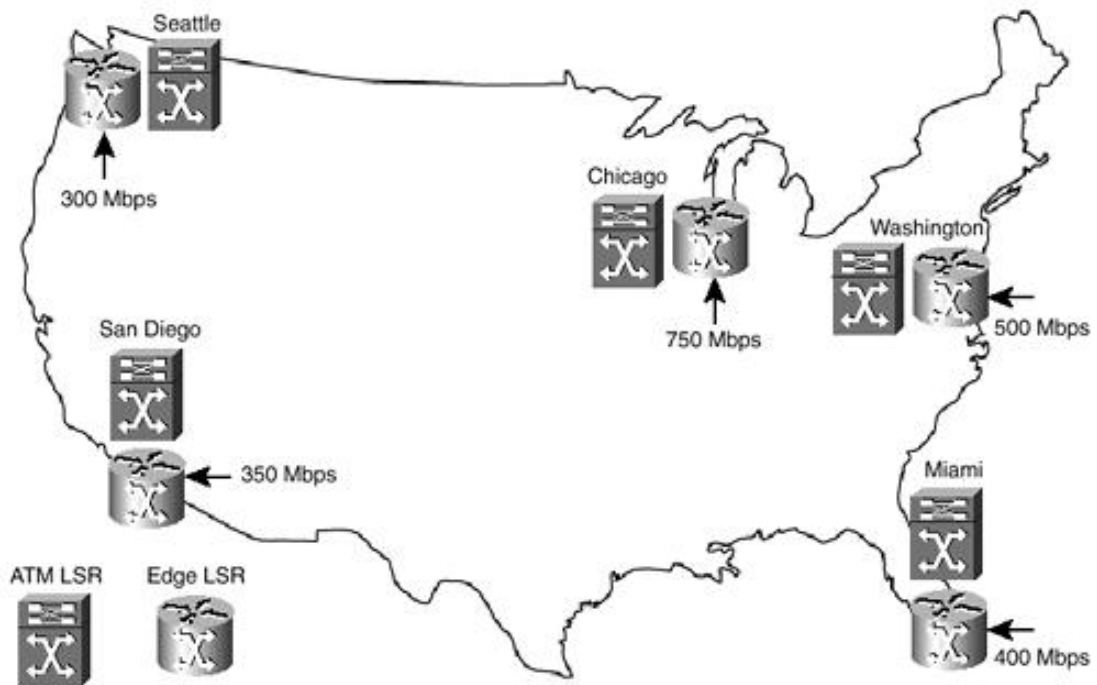 Seattle
300 Mbps
Chicago
750 Mbps
Washington
500 Mbps
San Diego
350 Mbps
Miami
400 Mbps
ATM LSR
Edge LSR